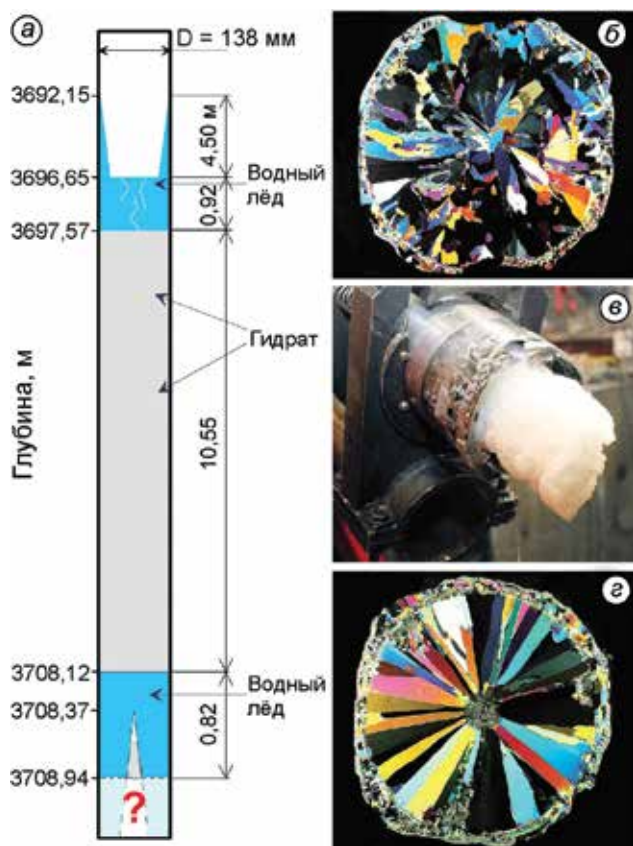 а
D = 138 мм
3692,15
4,50 м
3696,65
Водный
лёд
0,92
3697,57
Гидрат
Глубина, м
10,55
3708,12
Водный
лёд
3708,37
0,82
3708,94
?
б
в
г